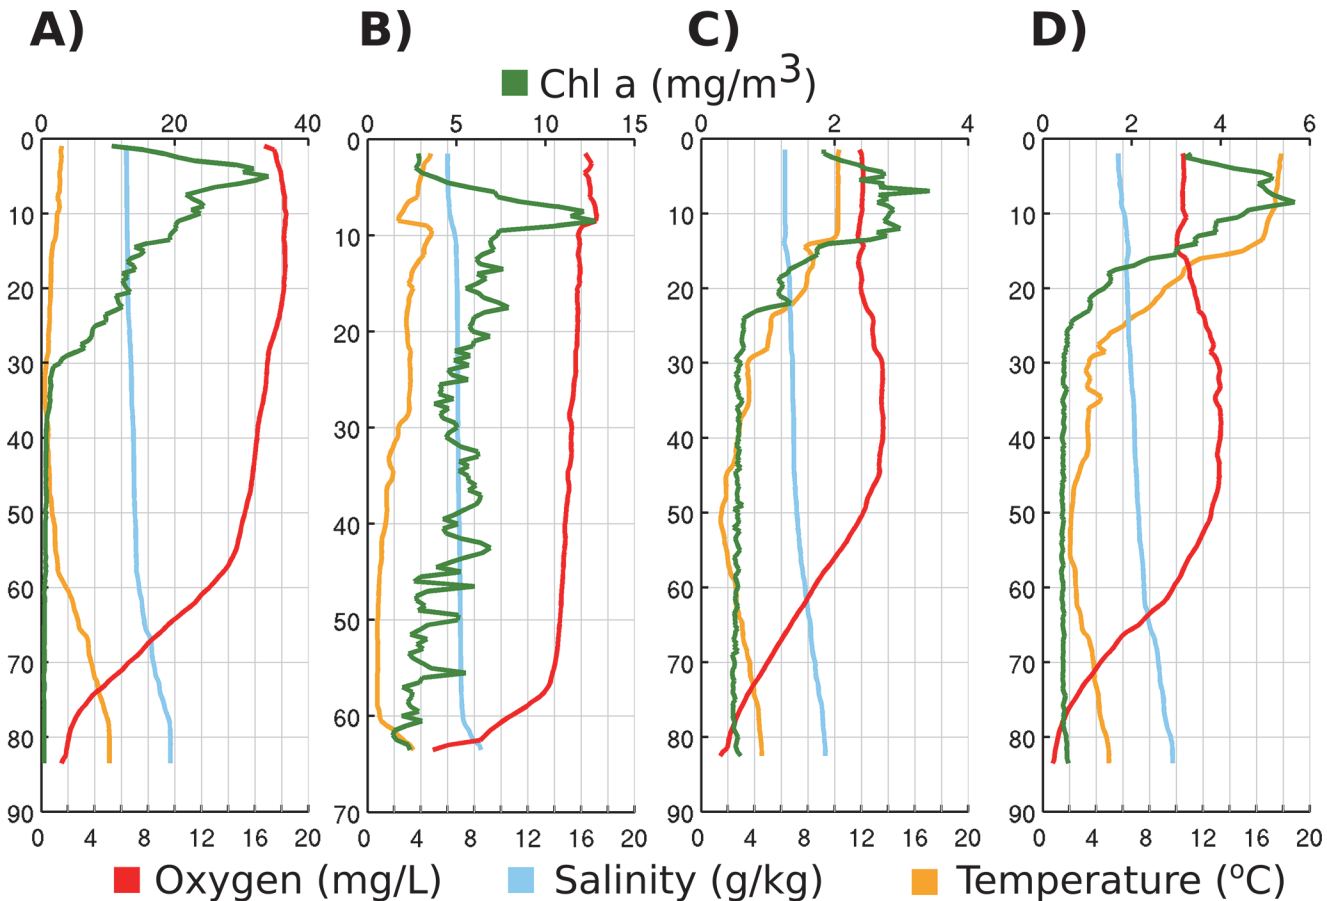 A) B) C) D)
Chl a (mg/m³)
0 20 40 0 5 10 15 0 2 4 0 2 4 6
0 0 0 0
10 10 10 10
20 20 20 20
30 30 30 30
40 40 40 40
50 50 50 50
60 60 60 60
70 70 70
80 80 80
90 70 90 90
0 4 8 12 16 20 0 4 8 12 16 20 0 4 8 12 16 20 0 4 8 12 16 20
Oxygen (mg/L) Salinity (g/kg) Temperature (ºC)